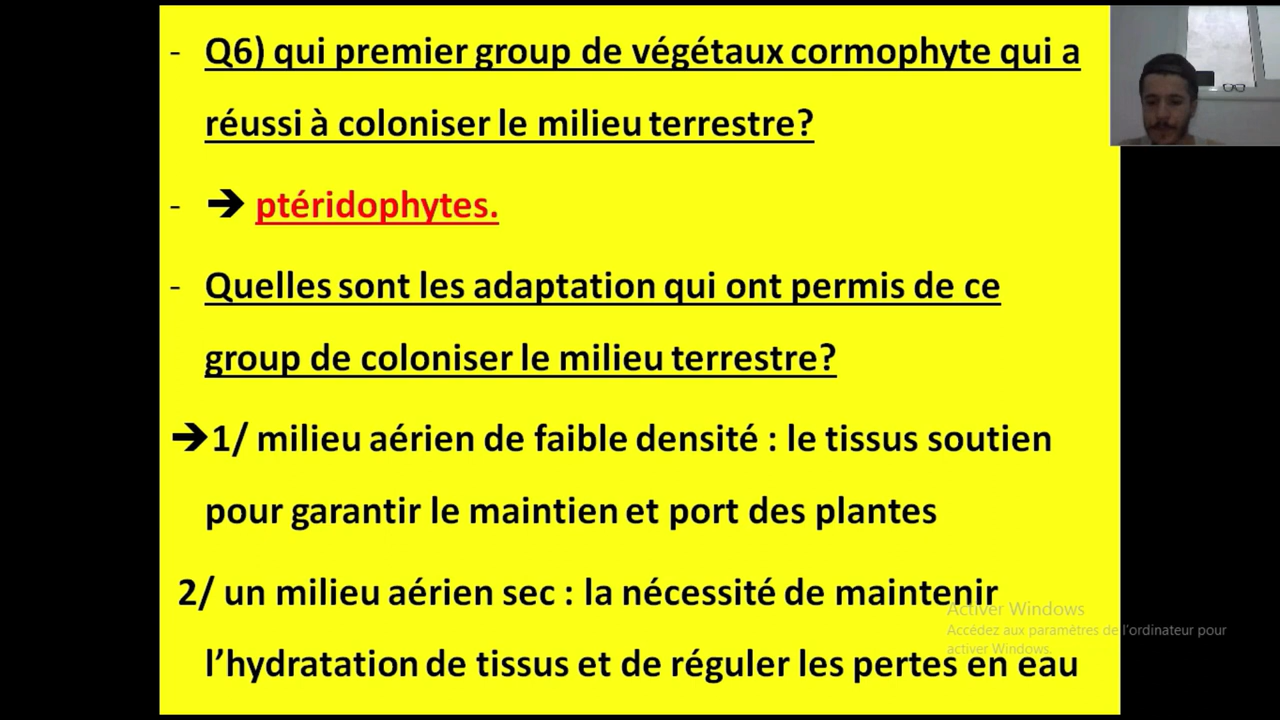 - Q6) qui premier group de végétaux cormophyte qui a
réussi à coloniser le milieu terrestre?
- ➔ ptéridophytes.
- Quelles sont les adaptation qui ont permis de ce
group de coloniser le milieu terrestre?
➔1/ milieu aérien de faible densité : le tissus soutien
pour garantir le maintien et port des plantes
2/ un milieu aérien sec : la nécessité de maintenir
l’hydratation de tissus et de réguler les pertes en eau
Activer Windows
Accédez aux paramètres de l'ordinateur pour
activer Windows.